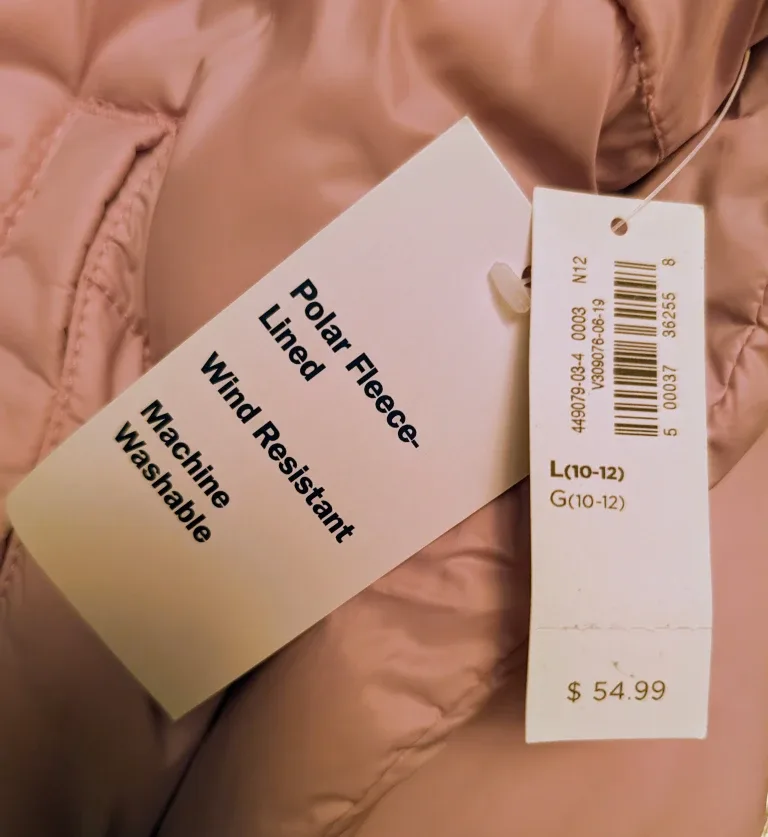 Polar Fleece-
Lined
Wind Resistant
Machine
Washable
449079-03-4 0003 N12
V309076-06-19
5 00037 36255 8
L(10-12)
G(10-12)
$ 54.99